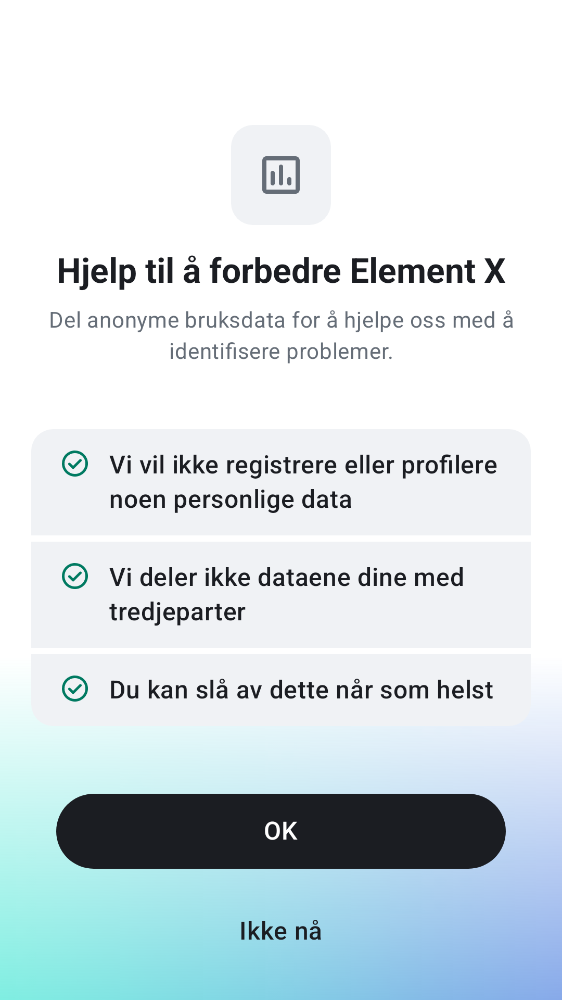 Hjelp til å forbedre Element X
Del anonyme bruksdata for å hjelpe oss med å
identifisere problemer.
Vi vil ikke registrere eller profilere
noen personlige data
Vi deler ikke dataene dine med
tredjeparter
Du kan slå av dette når som helst
OK
Ikke nå